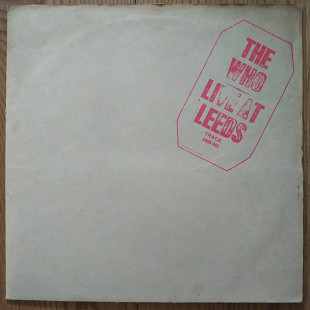 THE
WHO
LIVE AT
LEEDS
TRACK